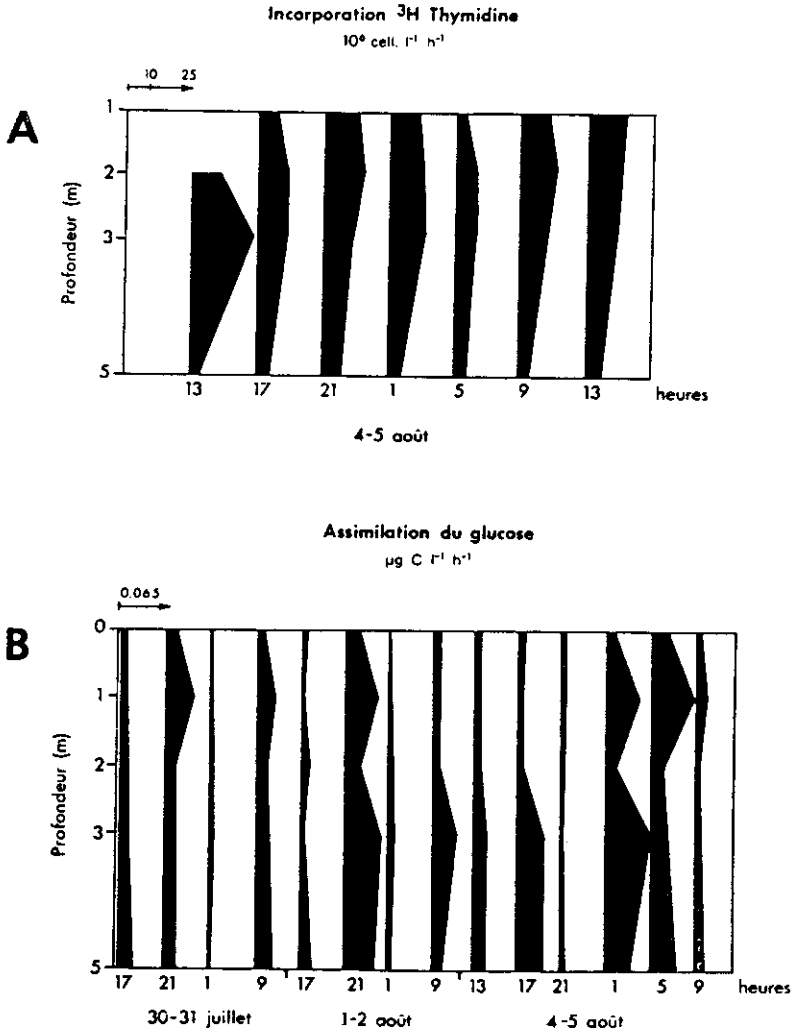 Incorporation ³H Thymidine
10⁶ cell. l⁻¹ h⁻¹
10 25
A
1
2
3
5
Profondeur (m)
13 17 21 1 5 9 13 heures
4-5 août
Assimilation du glucose
µg C l⁻¹ h⁻¹
0.065
B
0
1
2
3
5
Profondeur (m)
17 21 1 9 17 21 1 9 13 17 21 1 5 9 heures
30-31 juillet 1-2 août 4-5 août